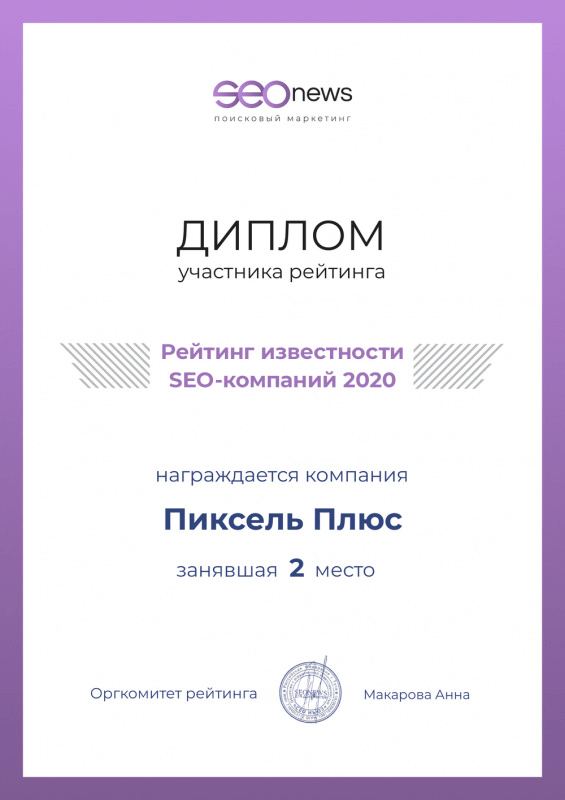 SEOnews
поисковый маркетинг
ДИПЛОМ
участника рейтинга
Рейтинг известности
SEO-компаний 2020
награждается компания
Пиксель Плюс
занявшая 2 место
Оргкомитет рейтинга
SEONEWS
Макарова Анна